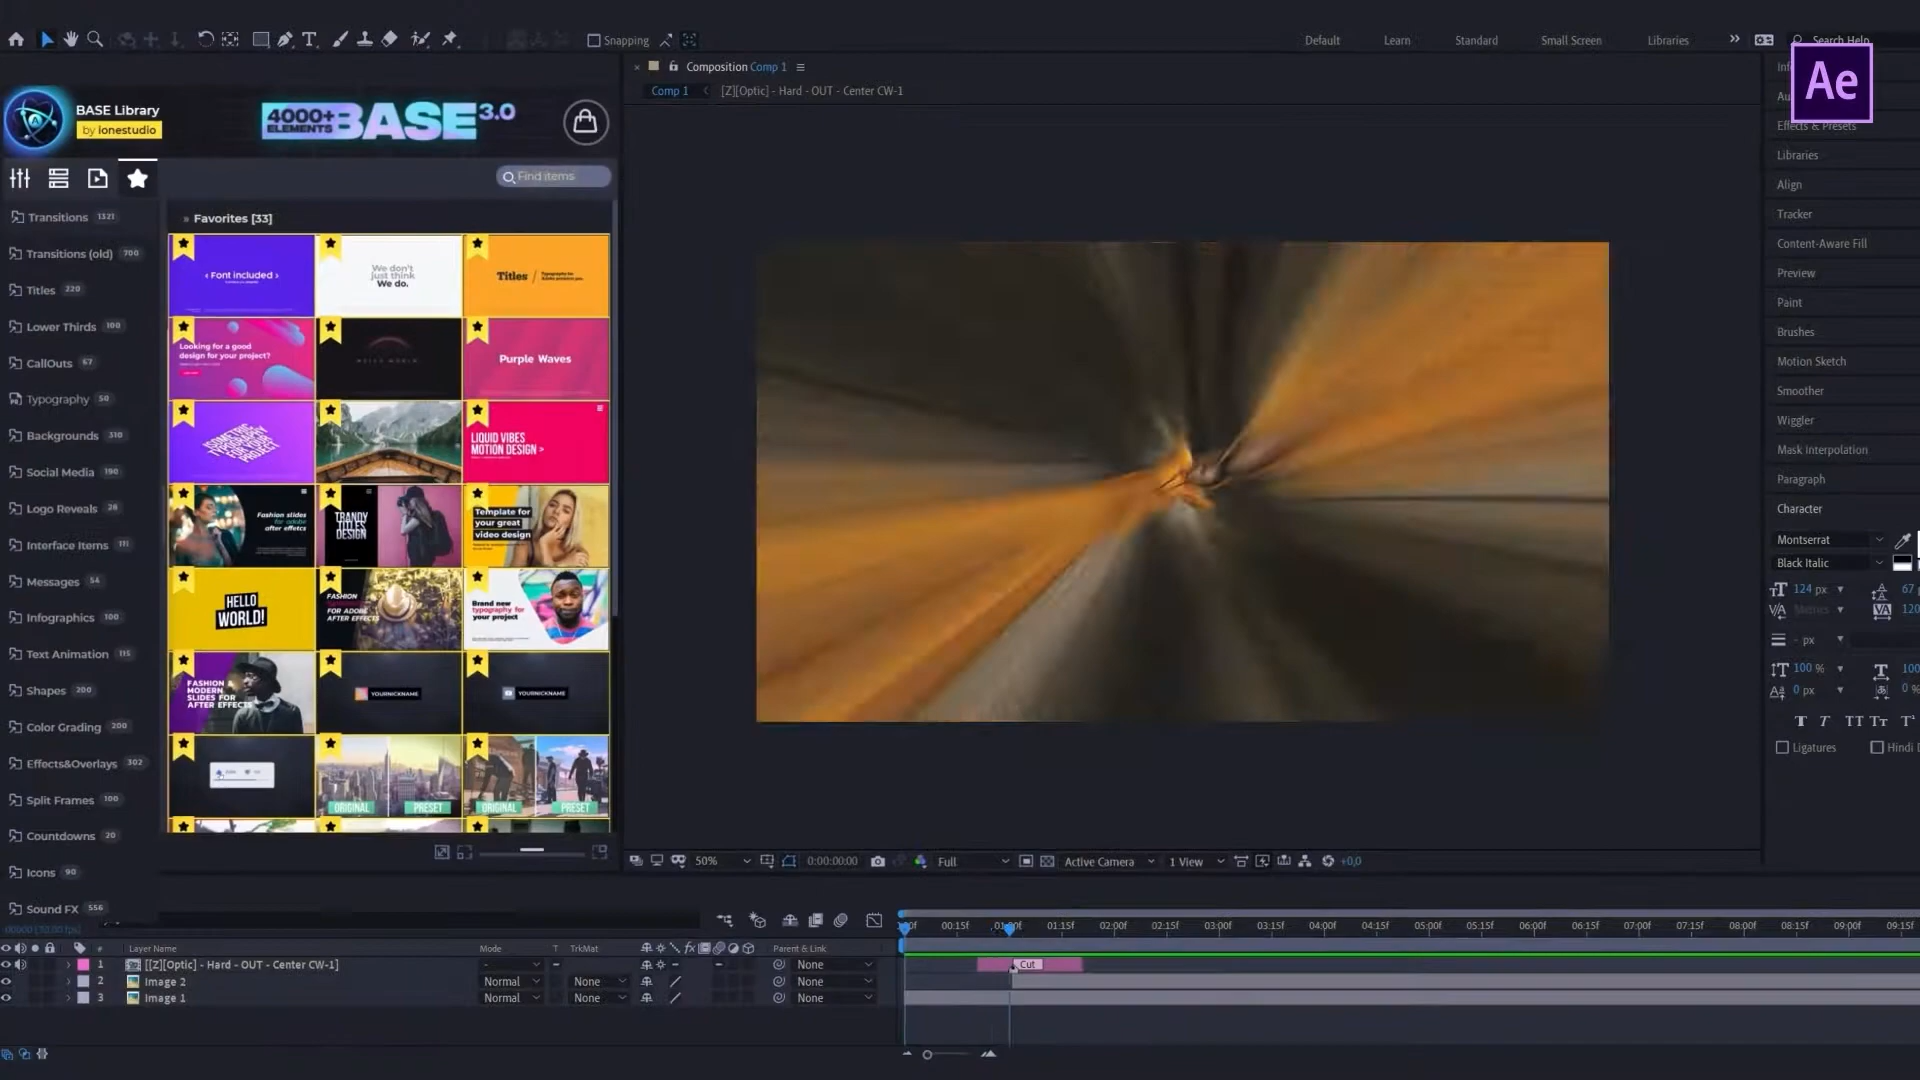 Snapping
Default
Learn
Standard
Small Screen
Libraries
Search Help
Ae
Composition Comp 1
Comp 1
[Z][Optic] - Hard - OUT - Center CW-1
BASE Library
by ionestudio
4000+
ELEMENTS
BASE 3.0
Find items
Favorites [33]
Transitions 1321
Transitions (old) 700
Titles 220
Lower Thirds 100
CallOuts 67
Typography 50
Backgrounds 310
Social Media 190
Logo Reveals 28
Interface Items 111
Messages 54
Infographics 100
Text Animation 115
Shapes 200
Color Grading 200
Effects&Overlays 302
Split Frames 100
Countdowns 20
Icons 90
Sound FX 556
‹ Font included ›
We don't
just think
We do.
Titles
Looking for a good
design for your project?
Purple Waves
ISOMETRIC
TYPOGRAPHY
FOR YOUR
PROJECT
LIQUID VIBES
MOTION DESIGN >
Fashion slides
for adobe
after effetcs
TRANDY
TITLES
DESIGN
Template for
your great
video design
HELLO
WORLD!
FASHION
FOR ADOBE
AFTER EFFECTS
Brand new
typography for
your project
FASHION &
MODERN
SLIDES FOR
AFTER EFFECTS
YOURNICKNAME
YOURNICKNAME
ORIGINAL
PRESET
ORIGINAL
PRESET
Effects & Presets
Libraries
Align
Tracker
Content-Aware Fill
Preview
Paint
Brushes
Motion Sketch
Smoother
Wiggler
Mask Interpolation
Paragraph
Character
Montserrat
Black Italic
124 px
67
Metrics
120
- px
100 %
100
0 px
0 %
Ligatures
Hindi D
50%
0:00:00:00
Full
Active Camera
1 View
+0,0
# Layer Name
Mode
T TrkMat
Parent & Link
1 [[Z][Optic] - Hard - OUT - Center CW-1]
-
None
2 Image 2
Normal
None
None
3 Image 1
Normal
None
None
00:15f
01:00f
01:15f
02:00f
02:15f
03:00f
03:15f
04:00f
04:15f
05:00f
05:15f
06:00f
06:15f
07:00f
07:15f
08:00f
08:15f
09:00f
09:15f
Cut